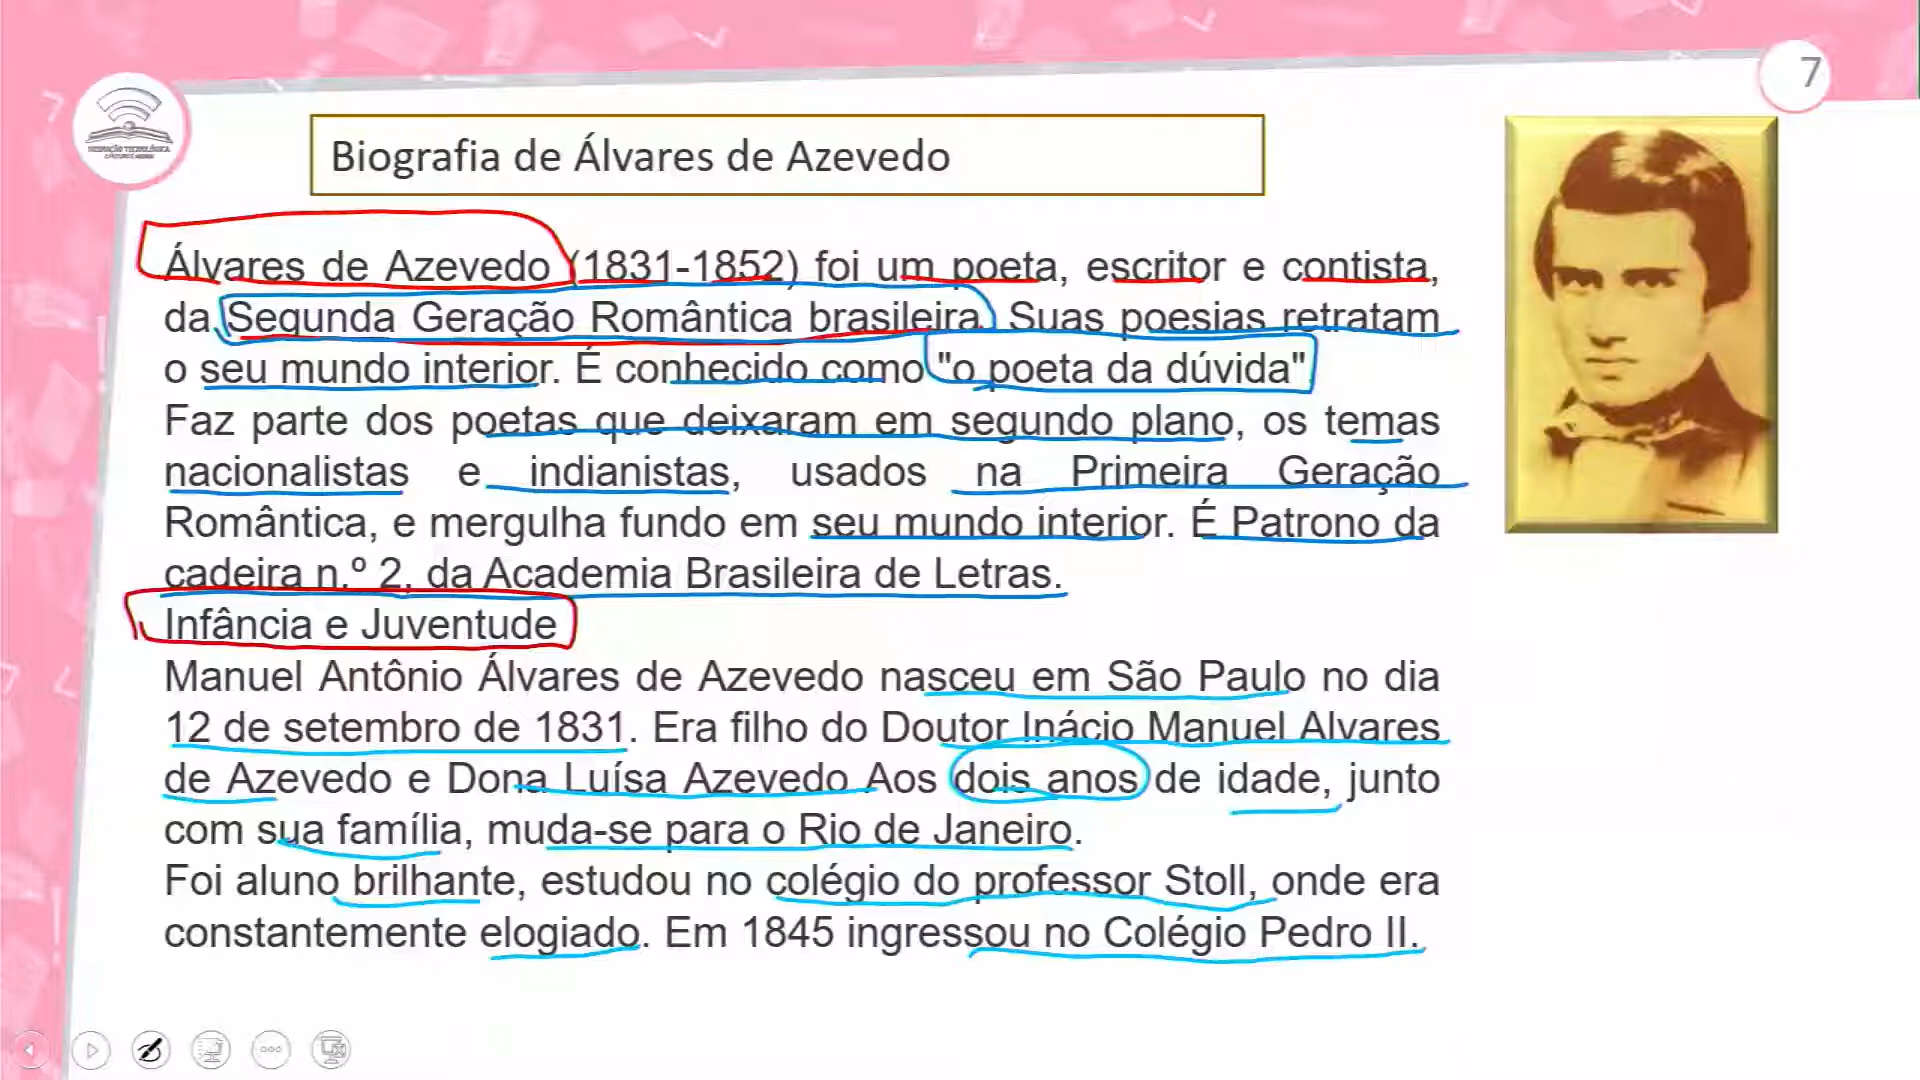 7
Biografia de Álvares de Azevedo
Álvares de Azevedo (1831-1852) foi um poeta, escritor e contista,
da Segunda Geração Romântica brasileira. Suas poesias retratam
o seu mundo interior. É conhecido como "o poeta da dúvida".
Faz parte dos poetas que deixaram em segundo plano, os temas
nacionalistas e indianistas, usados na Primeira Geração
Romântica, e mergulha fundo em seu mundo interior. É Patrono da
cadeira n.º 2, da Academia Brasileira de Letras.
Infância e Juventude
Manuel Antônio Álvares de Azevedo nasceu em São Paulo no dia
12 de setembro de 1831. Era filho do Doutor Inácio Manuel Alvares
de Azevedo e Dona Luísa Azevedo Aos dois anos de idade, junto
com sua família, muda-se para o Rio de Janeiro.
Foi aluno brilhante, estudou no colégio do professor Stoll, onde era
constantemente elogiado. Em 1845 ingressou no Colégio Pedro II.